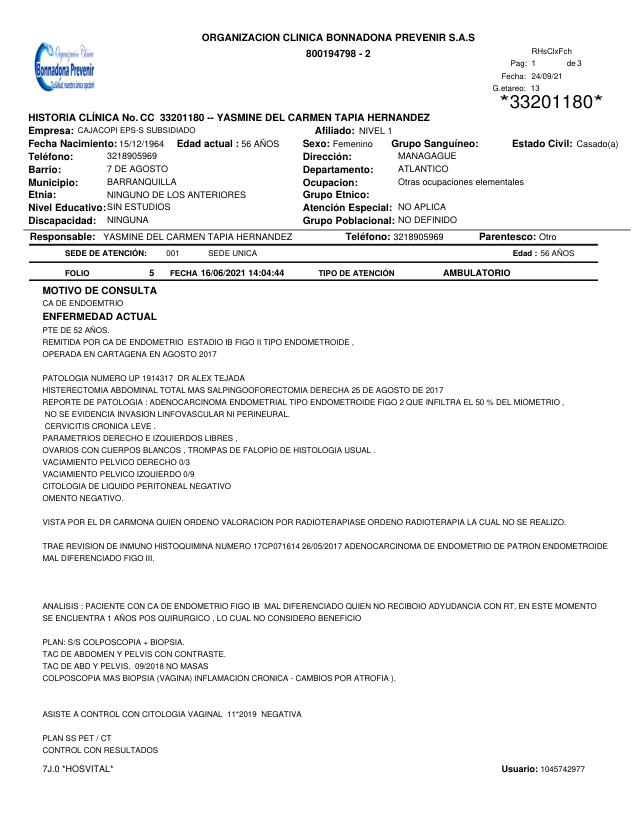 ORGANIZACION CLINICA BONNADONA PREVENIR S.A.S
800194798 - 2
Organización Clínica
Bonnadona Prevenir
RHsClxFch
Pag: 1 de 3
Fecha: 24/09/21
G.etareo: 13
*33201180*
HISTORIA CLÍNICA No. CC 33201180 -- YASMINE DEL CARMEN TAPIA HERNANDEZ
Empresa: CAJACOPI EPS-S SUBSIDIADO Afiliado: NIVEL 1
Fecha Nacimiento: 15/12/1964 Edad actual : 56 AÑOS Sexo: Femenino Grupo Sanguíneo: Estado Civil: Casado(a)
Teléfono: 3218905969 Dirección: MANAGAGUE
Barrio: 7 DE AGOSTO Departamento: ATLANTICO
Municipio: BARRANQUILLA Ocupacion: Otras ocupaciones elementales
Etnia: NINGUNO DE LOS ANTERIORES Grupo Etnico:
Nivel Educativo: SIN ESTUDIOS Atención Especial: NO APLICA
Discapacidad: NINGUNA Grupo Poblacional: NO DEFINIDO
Responsable: YASMINE DEL CARMEN TAPIA HERNANDEZ Teléfono: 3218905969 Parentesco: Otro
SEDE DE ATENCIÓN: 001 SEDE UNICA Edad : 56 AÑOS
FOLIO 5 FECHA 16/06/2021 14:04:44 TIPO DE ATENCIÓN AMBULATORIO
MOTIVO DE CONSULTA
CA DE ENDOEMTRIO
ENFERMEDAD ACTUAL
PTE DE 52 AÑOS.
REMITIDA POR CA DE ENDOMETRIO ESTADIO IB FIGO II TIPO ENDOMETROIDE ,
OPERADA EN CARTAGENA EN AGOSTO 2017
PATOLOGIA NUMERO UP 1914317 DR ALEX TEJADA
HISTERECTOMIA ABDOMINAL TOTAL MAS SALPINGOOFORECTOMIA DERECHA 25 DE AGOSTO DE 2017
REPORTE DE PATOLOGIA : ADENOCARCINOMA ENDOMETRIAL TIPO ENDOMETROIDE FIGO 2 QUE INFILTRA EL 50 % DEL MIOMETRIO ,
NO SE EVIDENCIA INVASION LINFOVASCULAR NI PERINEURAL.
CERVICITIS CRONICA LEVE .
PARAMETRIOS DERECHO E IZQUIERDOS LIBRES ,
OVARIOS CON CUERPOS BLANCOS , TROMPAS DE FALOPIO DE HISTOLOGIA USUAL .
VACIAMIENTO PELVICO DERECHO 0/3
VACIAMIENTO PELVICO IZQUIERDO 0/9
CITOLOGIA DE LIQUIDO PERITONEAL NEGATIVO
OMENTO NEGATIVO.
VISTA POR EL DR CARMONA QUIEN ORDENO VALORACION POR RADIOTERAPIASE ORDENO RADIOTERAPIA LA CUAL NO SE REALIZO.
TRAE REVISION DE INMUNO HISTOQUIMINA NUMERO 17CP071614 26/05/2017 ADENOCARCINOMA DE ENDOMETRIO DE PATRON ENDOMETROIDE
MAL DIFERENCIADO FIGO III.
ANALISIS : PACIENTE CON CA DE ENDOMETRIO FIGO IB MAL DIFERENCIADO QUIEN NO RECIBOIO ADYUDANCIA CON RT, EN ESTE MOMENTO
SE ENCUENTRA 1 AÑOS POS QUIRURGICO , LO CUAL NO CONSIDERO BENEFICIO
PLAN: S/S COLPOSCOPIA + BIOPSIA.
TAC DE ABDOMEN Y PELVIS CON CONTRASTE.
TAC DE ABD Y PELVIS. 09/2018 NO MASAS
COLPOSCOPIA MAS BIOPSIA (VAGINA) INFLAMACION CRONICA - CAMBIOS POR ATROFIA ).
ASISTE A CONTROL CON CITOLOGIA VAGINAL 11*2019 NEGATIVA
PLAN SS PET / CT
CONTROL CON RESULTADOS
7J.0 *HOSVITAL* Usuario: 1045742977